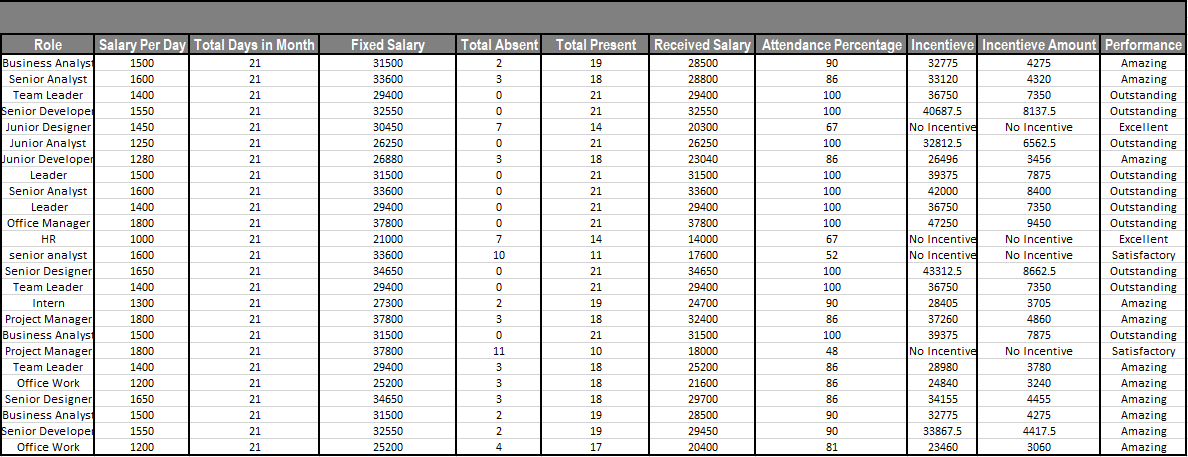 Role Salary Per Day Total Days in Month Fixed Salary Total Absent Total Present Received Salary Attendance Percentage Incentieve Incentieve Amount Performance
Business Analyst 1500 21 31500 2 19 28500 90 32775 4275 Amazing
Senior Analyst 1600 21 33600 3 18 28800 86 33120 4320 Amazing
Team Leader 1400 21 29400 0 21 29400 100 36750 7350 Outstanding
Senior Developer 1550 21 32550 0 21 32550 100 40687.5 8137.5 Outstanding
Junior Designer 1450 21 30450 7 14 20300 67 No Incentive No Incentive Excellent
Junior Analyst 1250 21 26250 0 21 26250 100 32812.5 6562.5 Outstanding
Junior Developer 1280 21 26880 3 18 23040 86 26496 3456 Amazing
Leader 1500 21 31500 0 21 31500 100 39375 7875 Outstanding
Senior Analyst 1600 21 33600 0 21 33600 100 42000 8400 Outstanding
Leader 1400 21 29400 0 21 29400 100 36750 7350 Outstanding
Office Manager 1800 21 37800 0 21 37800 100 47250 9450 Outstanding
HR 1000 21 21000 7 14 14000 67 No Incentive No Incentive Excellent
senior analyst 1600 21 33600 10 11 17600 52 No Incentive No Incentive Satisfactory
Senior Designer 1650 21 34650 0 21 34650 100 43312.5 8662.5 Outstanding
Team Leader 1400 21 29400 0 21 29400 100 36750 7350 Outstanding
Intern 1300 21 27300 2 19 24700 90 28405 3705 Amazing
Project Manager 1800 21 37800 3 18 32400 86 37260 4860 Amazing
Business Analyst 1500 21 31500 0 21 31500 100 39375 7875 Outstanding
Project Manager 1800 21 37800 11 10 18000 48 No Incentive No Incentive Satisfactory
Team Leader 1400 21 29400 3 18 25200 86 28980 3780 Amazing
Office Work 1200 21 25200 3 18 21600 86 24840 3240 Amazing
Senior Designer 1650 21 34650 3 18 29700 86 34155 4455 Amazing
Business Analyst 1500 21 31500 2 19 28500 90 32775 4275 Amazing
Senior Developer 1550 21 32550 2 19 29450 90 33867.5 4417.5 Amazing
Office Work 1200 21 25200 4 17 20400 81 23460 3060 Amazing